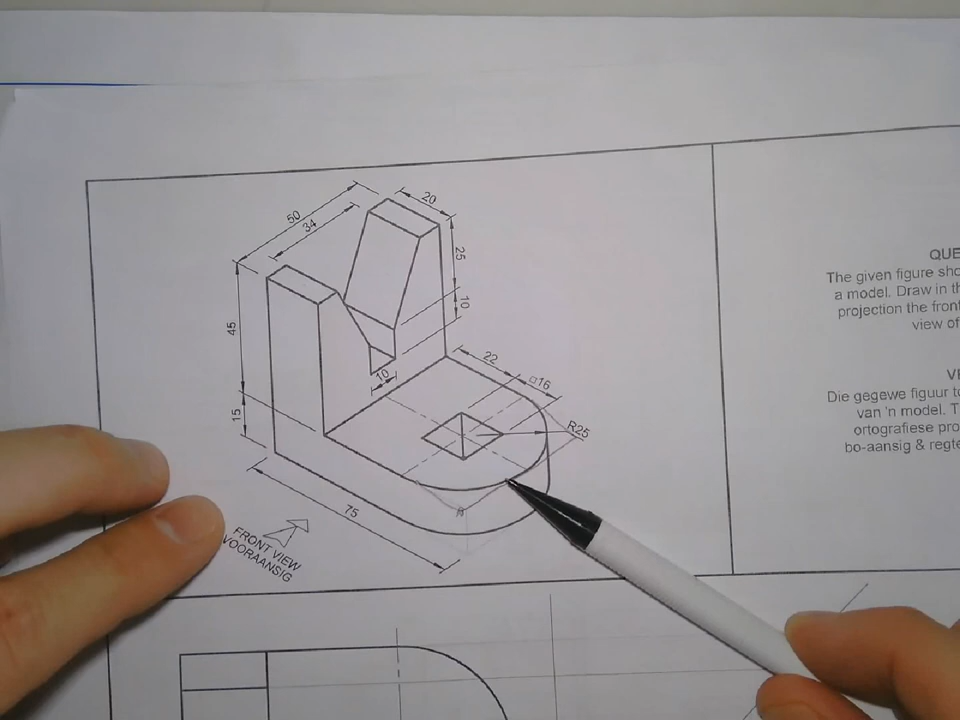 50
34
20
25
10
45
10
22
□16
15
R25
75
A
FRONT VIEW
VOORAANSIG
QUE
The given figure sho
a model. Draw in th
projection the front
view of
VE
Die gegewe figuur to
van 'n model. T
ortografiese pro
bo-aansig & regte